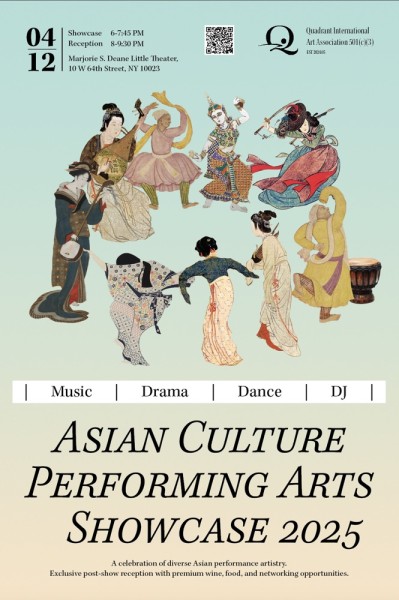 04
12
Showcase 6-7:45 PM
Reception 8-9:30 PM
Marjorie S. Deane Little Theater,
10 W 64th Street, NY 10023
Q
Quadrant International
Art Association 501(c)(3)
| Music | Drama | Dance | DJ |
ASIAN CULTURE
PERFORMING ARTS
SHOWCASE 2025
A celebration of diverse Asian performance artistry.
Exclusive post-show reception with premium wine, food, and networking opportunities.